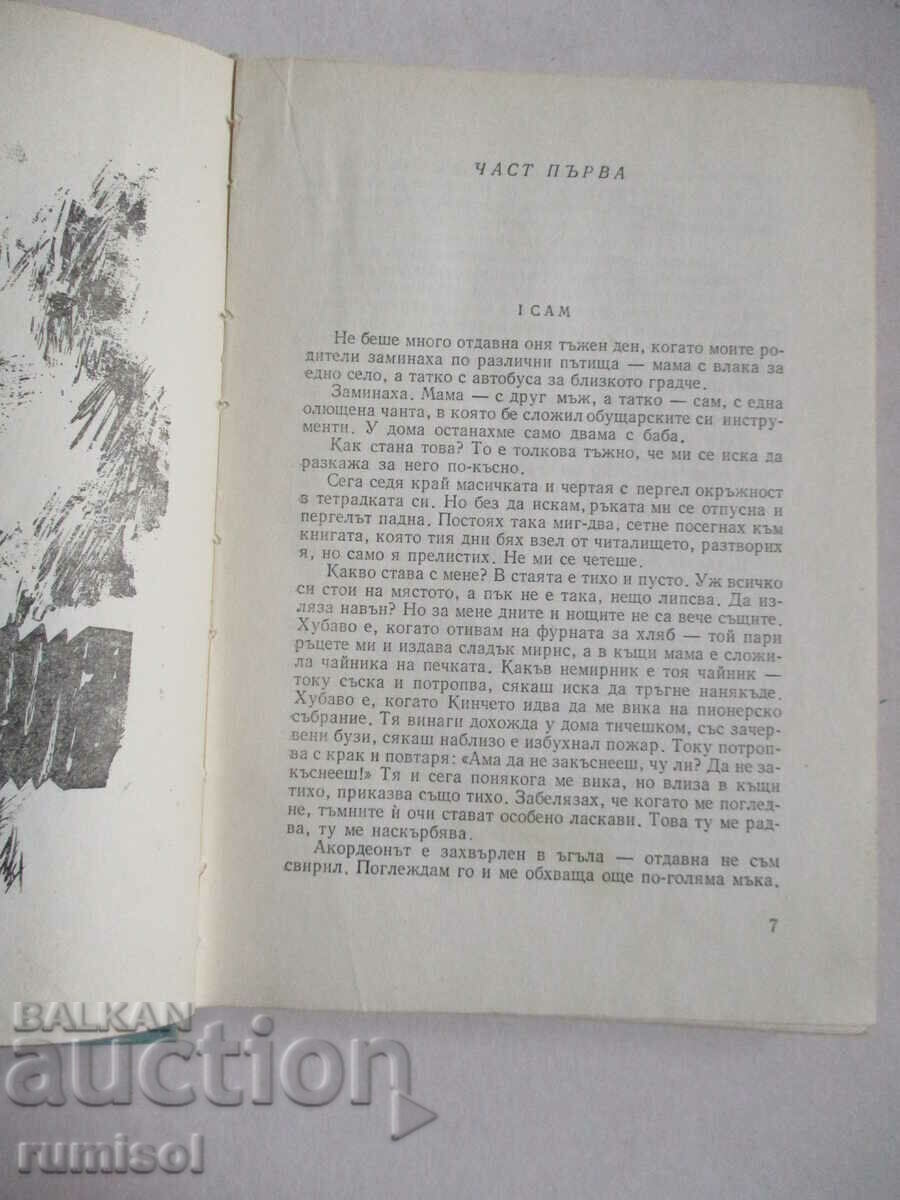 ЧАСТ ПЪРВА
I САМ
Не беше много отдавна оня тъжен ден, когато моите ро-
дители заминаха по различни пътища — мама с влака за
едно село, а татко с автобуса за близкото градче.
Заминаха. Мама — с друг мъж, а татко — сам, с една
олющена чанта, в която бе сложил обущарските си инстру-
менти. У дома останахме само двама с баба.
Как стана това? То е толкова тъжно, че ми се иска да
разкажа за него по-късно.
Сега седя край масичката и чертая с пергел окръжност
в тетрадката си. Но без да искам, ръката ми се отпусна и
пергелът падна. Постоях така миг-два, сетне посегнах към
книгата, която тия дни бях взел от читалището, разтворих
я, но само я прелистих. Не ми се четеше.
Какво става с мене? В стаята е тихо и пусто. Уж всичко
си стои на мястото, а пък не е така, нещо липсва. Да из-
ляза навън? Но за мене дните и нощите не са вече същите.
Хубаво е, когато отивам на фурната за хляб — той пари
ръцете ми и издава сладък мирис, а в къщи мама е сложи-
ла чайника на печката. Какъв немирник е тоя чайник —
току съска и потропва, сякаш иска да тръгне нанякъде.
Хубаво е, когато Кинчето идва да ме вика на пионерско
събрание. Тя винаги дохожда у дома тичешком, със зачер-
вени бузи, сякаш наблизо е избухнал пожар. Току потроп-
ва с крак и повтаря: «Ама да не закъснееш, чу ли? Да не за-
къснееш!» Тя и сега понякога ме вика, но влиза в къщи
тихо, приказва също тихо. Забелязах, че когато ме поглед-
не, тъмните ѝ очи стават особено ласкави. Това ту ме рад-
ва, ту ме наскърбява.
Акордеонът е захвърлен в ъгъла — отдавна не съм
свирил. Поглеждам го и ме обхваща още по-голяма мъка.
7
BALKAN
auction
rumisol